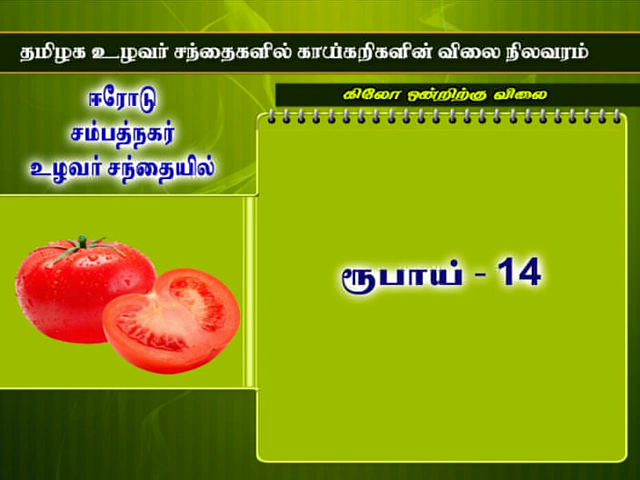 தமிழக உழவர் சந்தைகளில் காய்கறிகளின் விலை நிலவரம்
ஈரோடு
சம்பத்நகர்
உழவர் சந்தையில்
கிலோ ஒன்றிற்கு விலை
ரூபாய் - 14